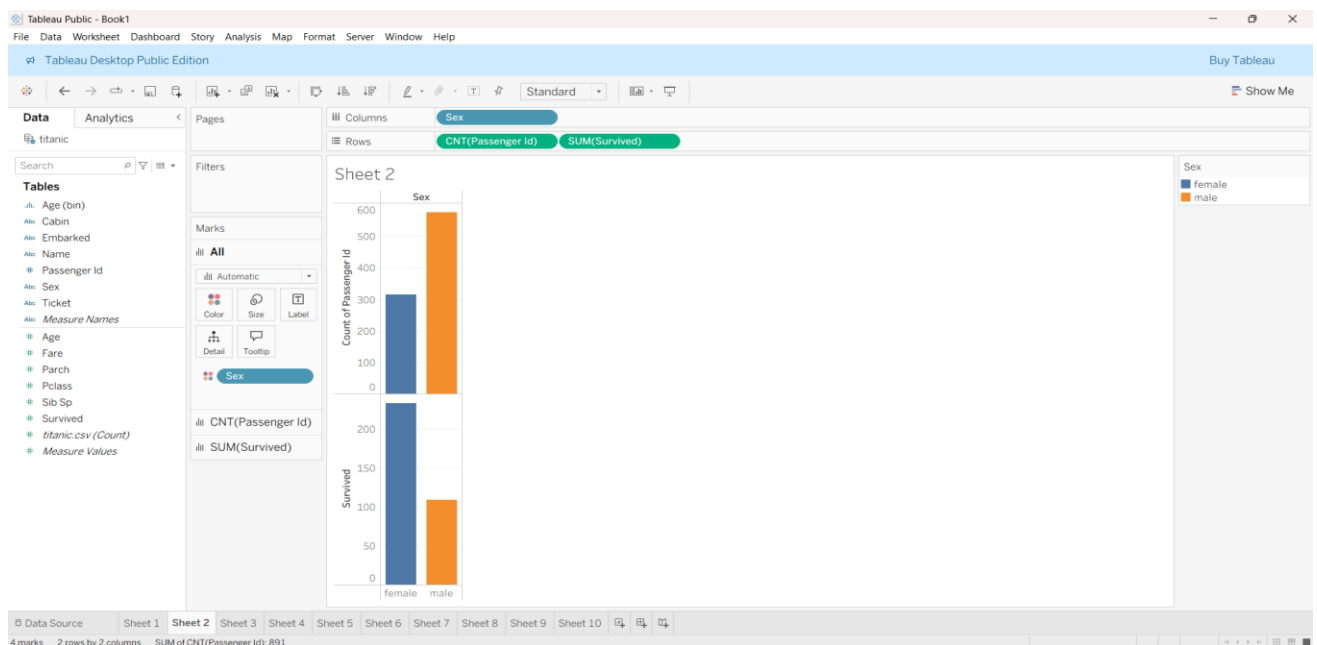 Tableau Public - Book1
File Data Worksheet Dashboard Story Analysis Map Format Server Window Help
Tableau Desktop Public Edition
Buy Tableau
Standard
Show Me
Data
Analytics
titanic
Search
Tables
Age (bin)
Abc Cabin
Abc Embarked
Abc Name
# Passenger Id
Abc Sex
Abc Ticket
Abc Measure Names
# Age
# Fare
# Parch
# Pclass
# Sib Sp
# Survived
# titanic.csv (Count)
# Measure Values
Pages
Filters
Marks
All
Automatic
Color Size Label
Detail Tooltip
Sex
CNT(Passenger Id)
SUM(Survived)
Columns
Sex
Rows
CNT(Passenger Id) SUM(Survived)
Sheet 2
Sex
Count of Passenger Id
600
500
400
300
200
100
0
Survived
200
150
100
50
0
female male
Sex
female
male
Data Source Sheet 1 Sheet 2 Sheet 3 Sheet 4 Sheet 5 Sheet 6 Sheet 7 Sheet 8 Sheet 9 Sheet 10
4 marks 2 rows by 2 columns SUM of CNT(Passenger Id): 891